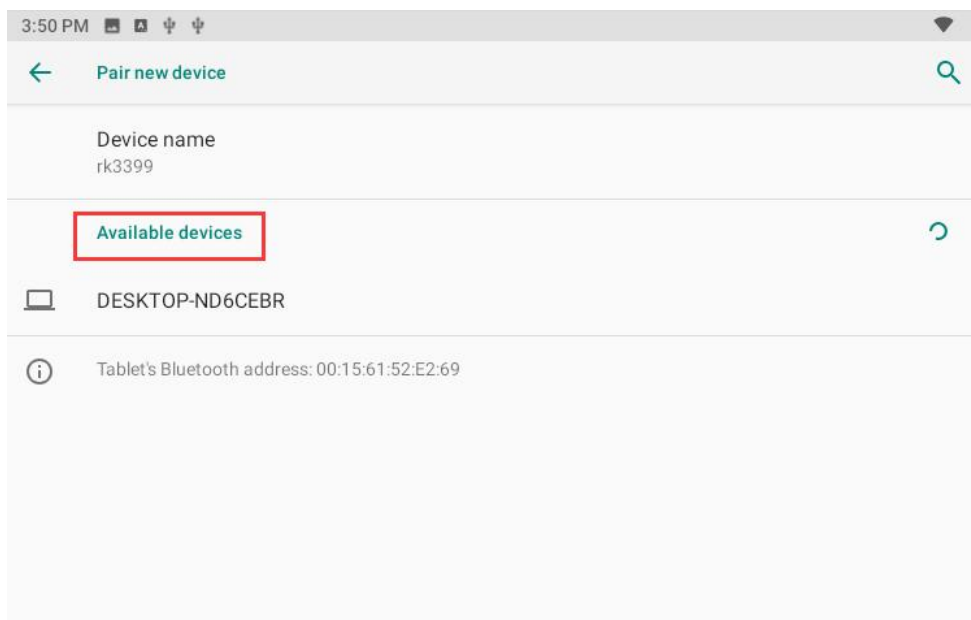 3:50 PM
Pair new device
Device name
rk3399
Available devices
DESKTOP-ND6CEBR
Tablet's Bluetooth address: 00:15:61:52:E2:69